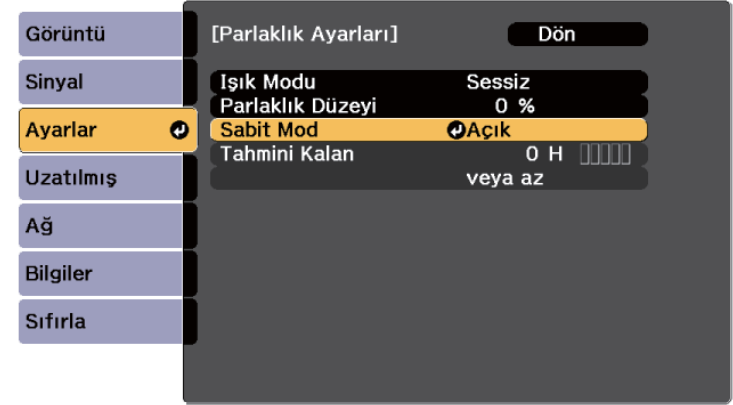 Görüntü
Sinyal
Ayarlar
Uzatılmış
Ağ
Bilgiler
Sıfırla
[Parlaklık Ayarları] Dön
Işık Modu Sessiz
Parlaklık Düzeyi 0 %
Sabit Mod Açık
Tahmini Kalan 0 H
veya az